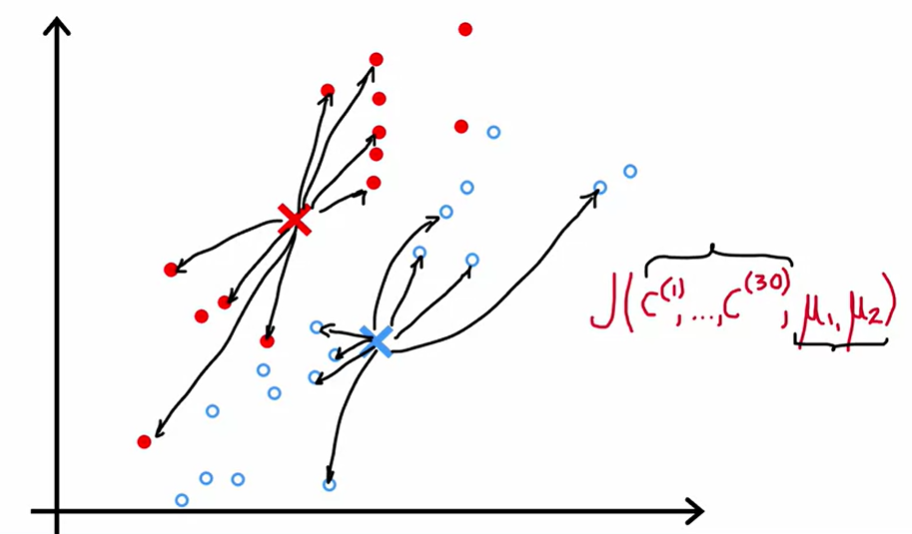 J(c^(1), ..., c^(30), μ₁, μ₂)